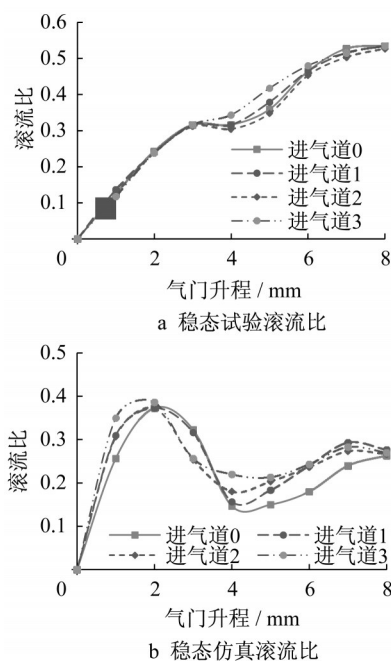 0.6
0.5
0.4
0.3
0.2
0.1
滚流比
进气道0
进气道1
进气道2
进气道3
0 2 4 6 8
气门升程 / mm
a 稳态试验滚流比
0.5
0.4
0.3
0.2
0.1
滚流比
进气道0 进气道1
进气道2 进气道3
0 2 4 6 8
气门升程 / mm
b 稳态仿真滚流比